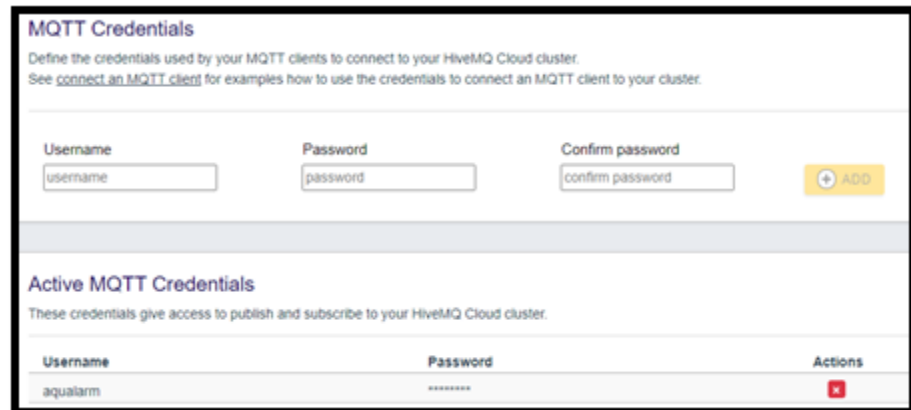 MQTT Credentials
Define the credentials used by your MQTT clients to connect to your HiveMQ Cloud cluster.
See connect an MQTT client for examples how to use the credentials to connect an MQTT client to your cluster.
Username Password Confirm password
username password confirm password ADD
Active MQTT Credentials
These credentials give access to publish and subscribe to your HiveMQ Cloud cluster.
Username Password Actions
aqualarm ********